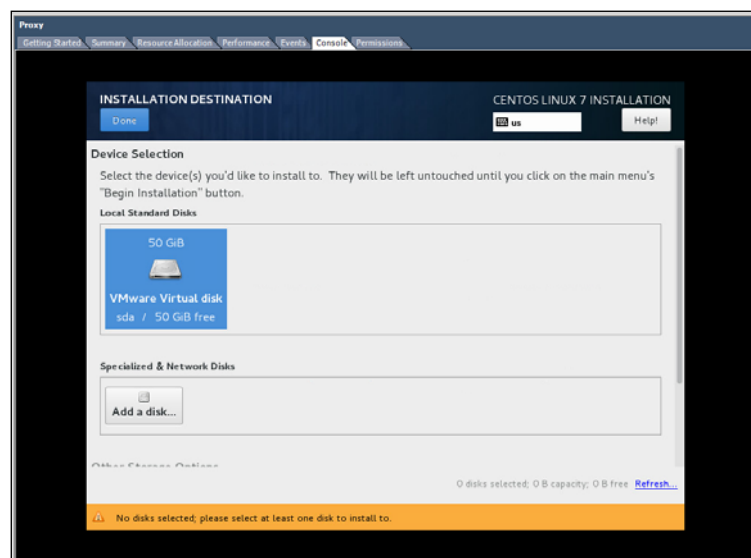 Proxy
Getting Started Summary Resource Allocation Performance Events Console Permissions
INSTALLATION DESTINATION
CENTOS LINUX 7 INSTALLATION
Done
us
Help!
Device Selection
Select the device(s) you'd like to install to. They will be left untouched until you click on the main menu's
"Begin Installation" button.
Local Standard Disks
50 GiB
VMware Virtual disk
sda / 50 GiB free
Specialized & Network Disks
Add a disk...
Other Storage Options
0 disks selected; 0 B capacity; 0 B free Refresh...
No disks selected; please select at least one disk to install to.